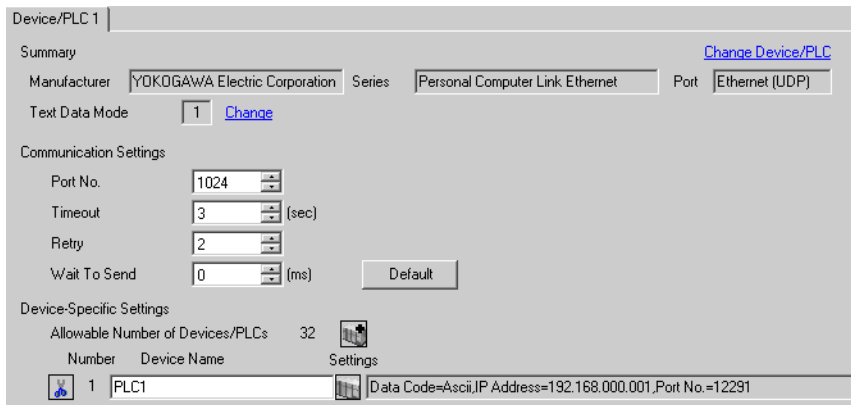 Device/PLC 1
Summary Change Device/PLC
Manufacturer YOKOGAWA Electric Corporation Series Personal Computer Link Ethernet Port Ethernet (UDP)
Text Data Mode 1 Change
Communication Settings
Port No. 1024
Timeout 3 (sec)
Retry 2
Wait To Send 0 (ms) Default
Device-Specific Settings
Allowable Number of Devices/PLCs 32
Number Device Name Settings
1 PLC1 Data Code=Ascii,IP Address=192.168.000.001,Port No.=12291